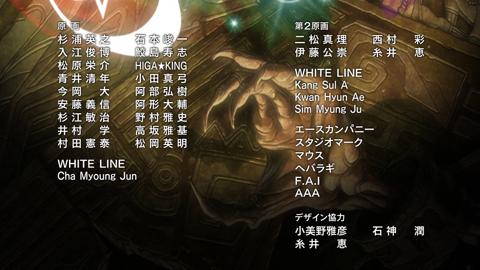 原画
杉浦英之 石本峻一
入江俊博 鮫島寿志
松原栄介 HIGA★KING
青井清年 小田真弓
今岡大 阿部弘樹
安藤義信 阿形大輔
杉江敏治 野村雅史
井村学 高坂雅基
村田憲泰 松岡英明
WHITE LINE
Cha Myoung Jun
第2原画
二松真理 西村彩
伊藤公崇 糸井恵
WHITE LINE
Kang Sul A
Kwan Hyun Ae
Sim Myung Ju
エースカンパニー
スタジオマーク
マウス
ヘバラギ
F.A.I
AAA
デザイン協力
小美野雅彦 石神潤
糸井恵